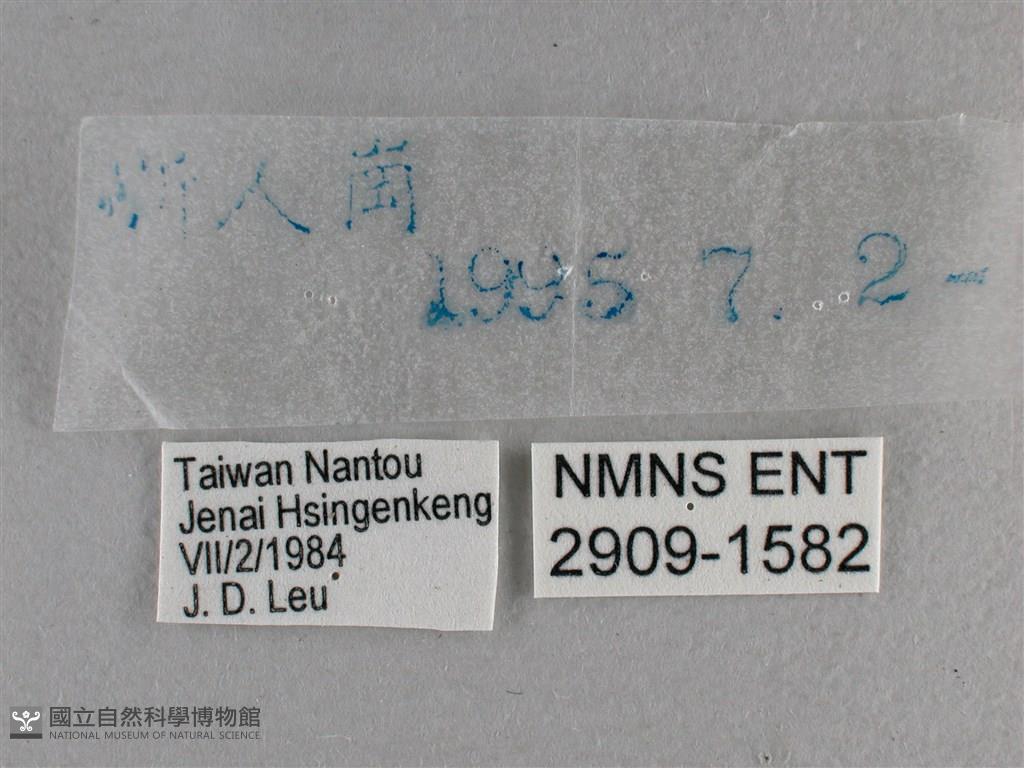 新人崗
1995 7. 2-
Taiwan Nantou
Jenai Hsingenkeng
VII/2/1984
J. D. Leu
NMNS ENT
2909-1582
國立自然科學博物館
NATIONAL MUSEUM OF NATURAL SCIENCE